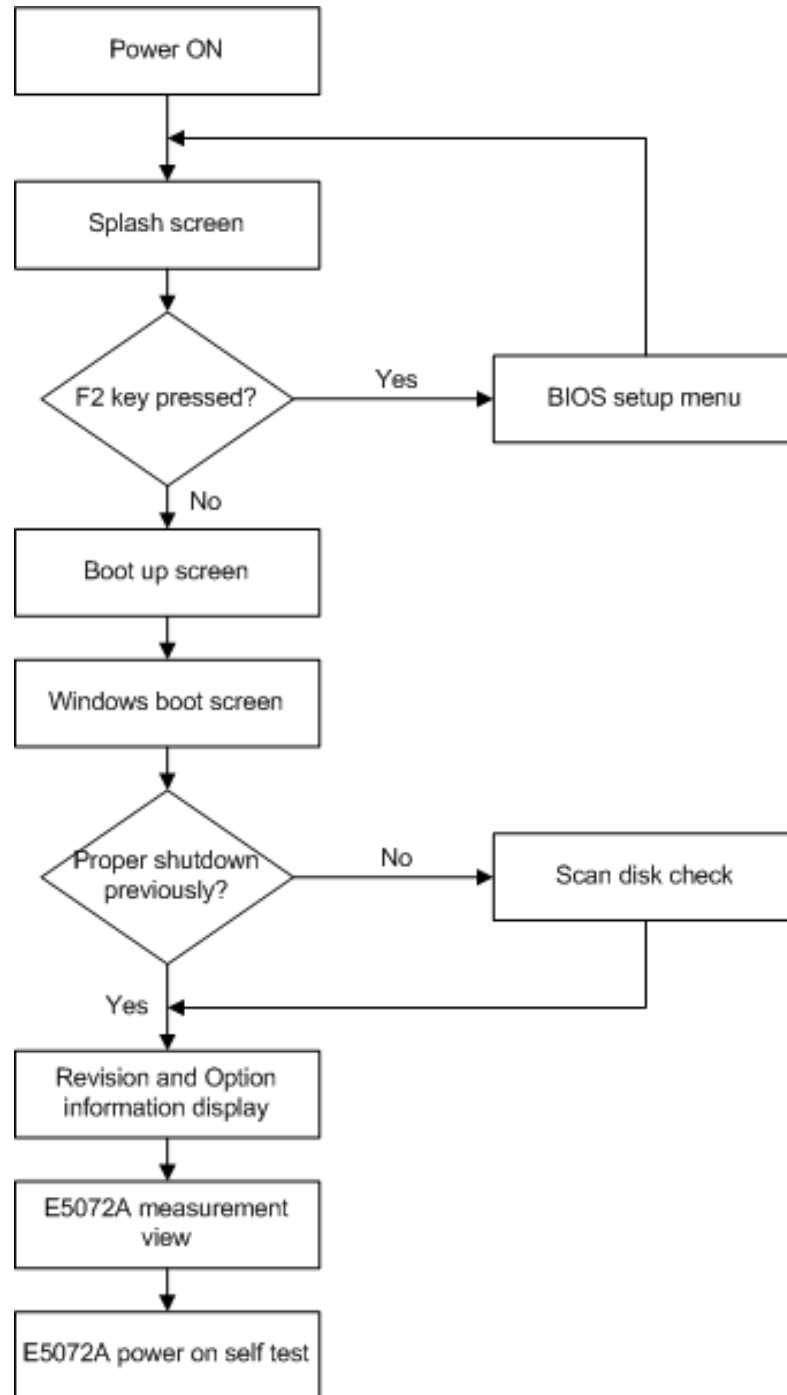 Power ON
Splash screen
F2 key pressed?
Yes
BIOS setup menu
No
Boot up screen
Windows boot screen
Proper shutdown
previously?
No
Scan disk check
Yes
Revision and Option
information display
E5072A measurement
view
E5072A power on self test